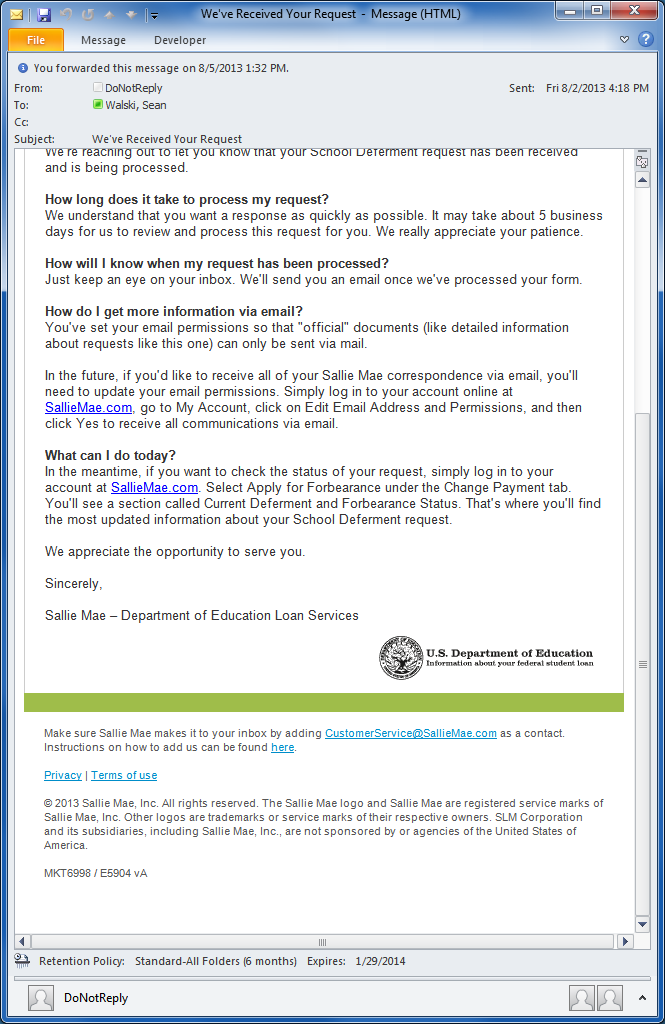 We've Received Your Request - Message (HTML)
File Message Developer
You forwarded this message on 8/5/2013 1:32 PM.
From: DoNotReply Sent: Fri 8/2/2013 4:18 PM
To: Walski, Sean
Cc:
Subject: We've Received Your Request
We're reaching out to let you know that your School Deferment request has been received
and is being processed.
How long does it take to process my request?
We understand that you want a response as quickly as possible. It may take about 5 business
days for us to review and process this request for you. We really appreciate your patience.
How will I know when my request has been processed?
Just keep an eye on your inbox. We'll send you an email once we've processed your form.
How do I get more information via email?
You've set your email permissions so that "official" documents (like detailed information
about requests like this one) can only be sent via mail.
In the future, if you'd like to receive all of your Sallie Mae correspondence via email, you'll
need to update your email permissions. Simply log in to your account online at
SallieMae.com, go to My Account, click on Edit Email Address and Permissions, and then
click Yes to receive all communications via email.
What can I do today?
In the meantime, if you want to check the status of your request, simply log in to your
account at SallieMae.com. Select Apply for Forbearance under the Change Payment tab.
You'll see a section called Current Deferment and Forbearance Status. That's where you'll find
the most updated information about your School Deferment request.
We appreciate the opportunity to serve you.
Sincerely,
Sallie Mae – Department of Education Loan Services
U.S. Department of Education
Information about your federal student loan
Make sure Sallie Mae makes it to your inbox by adding CustomerService@SallieMae.com as a contact.
Instructions on how to add us can be found here.
Privacy | Terms of use
© 2013 Sallie Mae, Inc. All rights reserved. The Sallie Mae logo and Sallie Mae are registered service marks of
Sallie Mae, Inc. Other logos are trademarks or service marks of their respective owners. SLM Corporation
and its subsidiaries, including Sallie Mae, Inc., are not sponsored by or agencies of the United States of
America.
MKT6998 / E5904 vA
Retention Policy: Standard-All Folders (6 months) Expires: 1/29/2014
DoNotReply